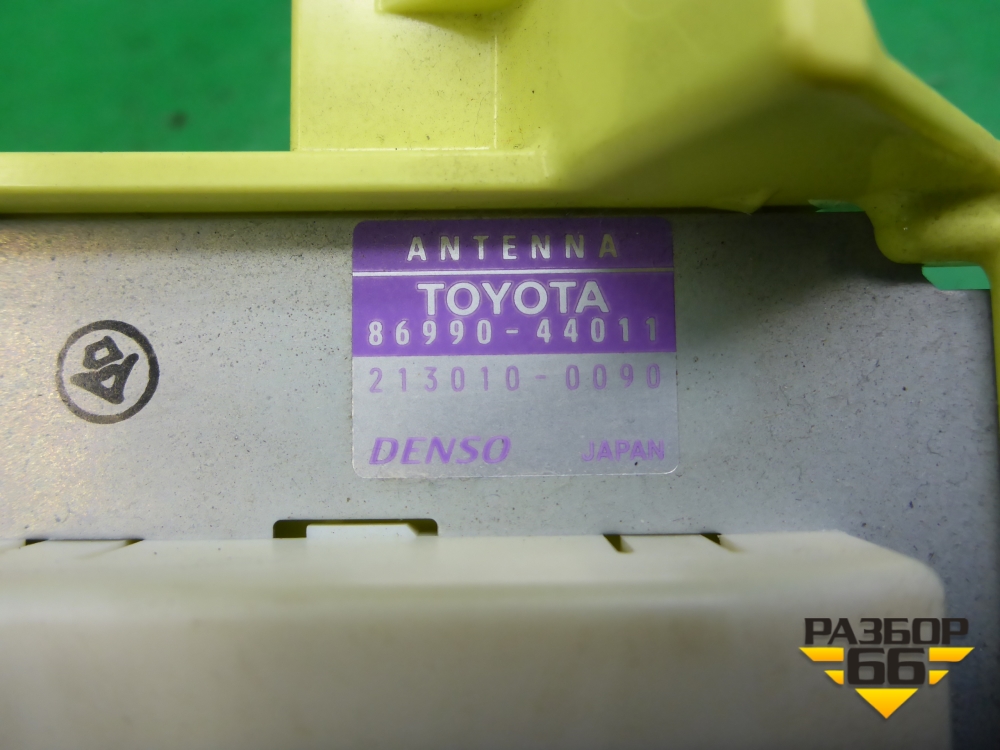 ANTENNA
TOYOTA
86990-44011
213010-0090
DENSO JAPAN
РАЗБОР
66